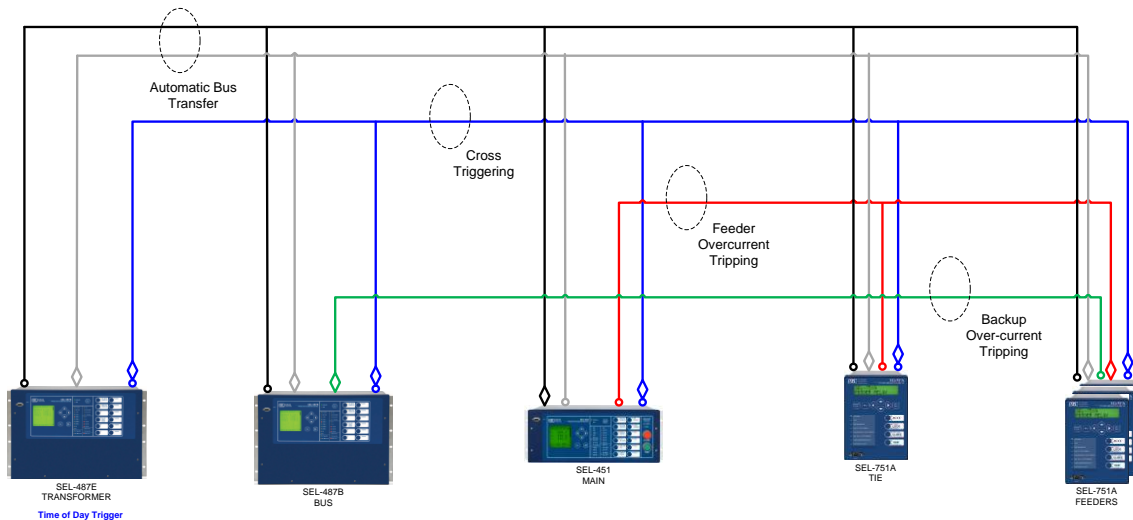 Automatic Bus
Transfer
Cross
Triggering
Feeder
Overcurrent
Tripping
Backup
Over-current
Tripping
SEL-487E
TRANSFORMER
Time of Day Trigger
SEL-487B
BUS
SEL-451
MAIN
SEL-751A
TIE
SEL-751A
FEEDERS